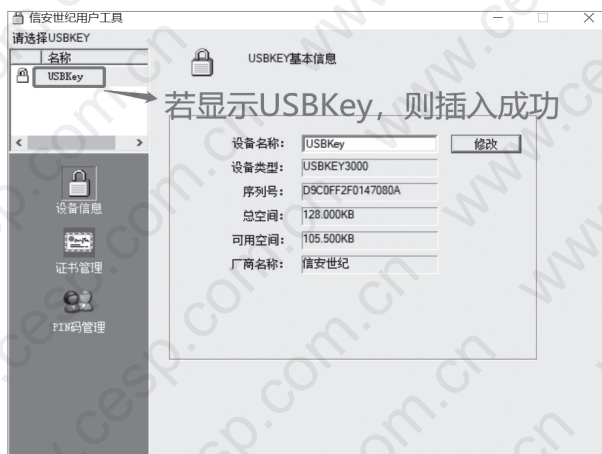 信安世纪用户工具
请选择USBKEY
名称
USBKey
USBKEY基本信息
若显示USBKey，则插入成功
设备名称： USBKey 修改
设备类型： USBKEY3000
序列号： D9C0FF2F0147080A
总空间： 128.000KB
可用空间： 105.500KB
厂商名称： 信安世纪
设备信息
证书管理
PIN码管理
www.cesp.com.cn